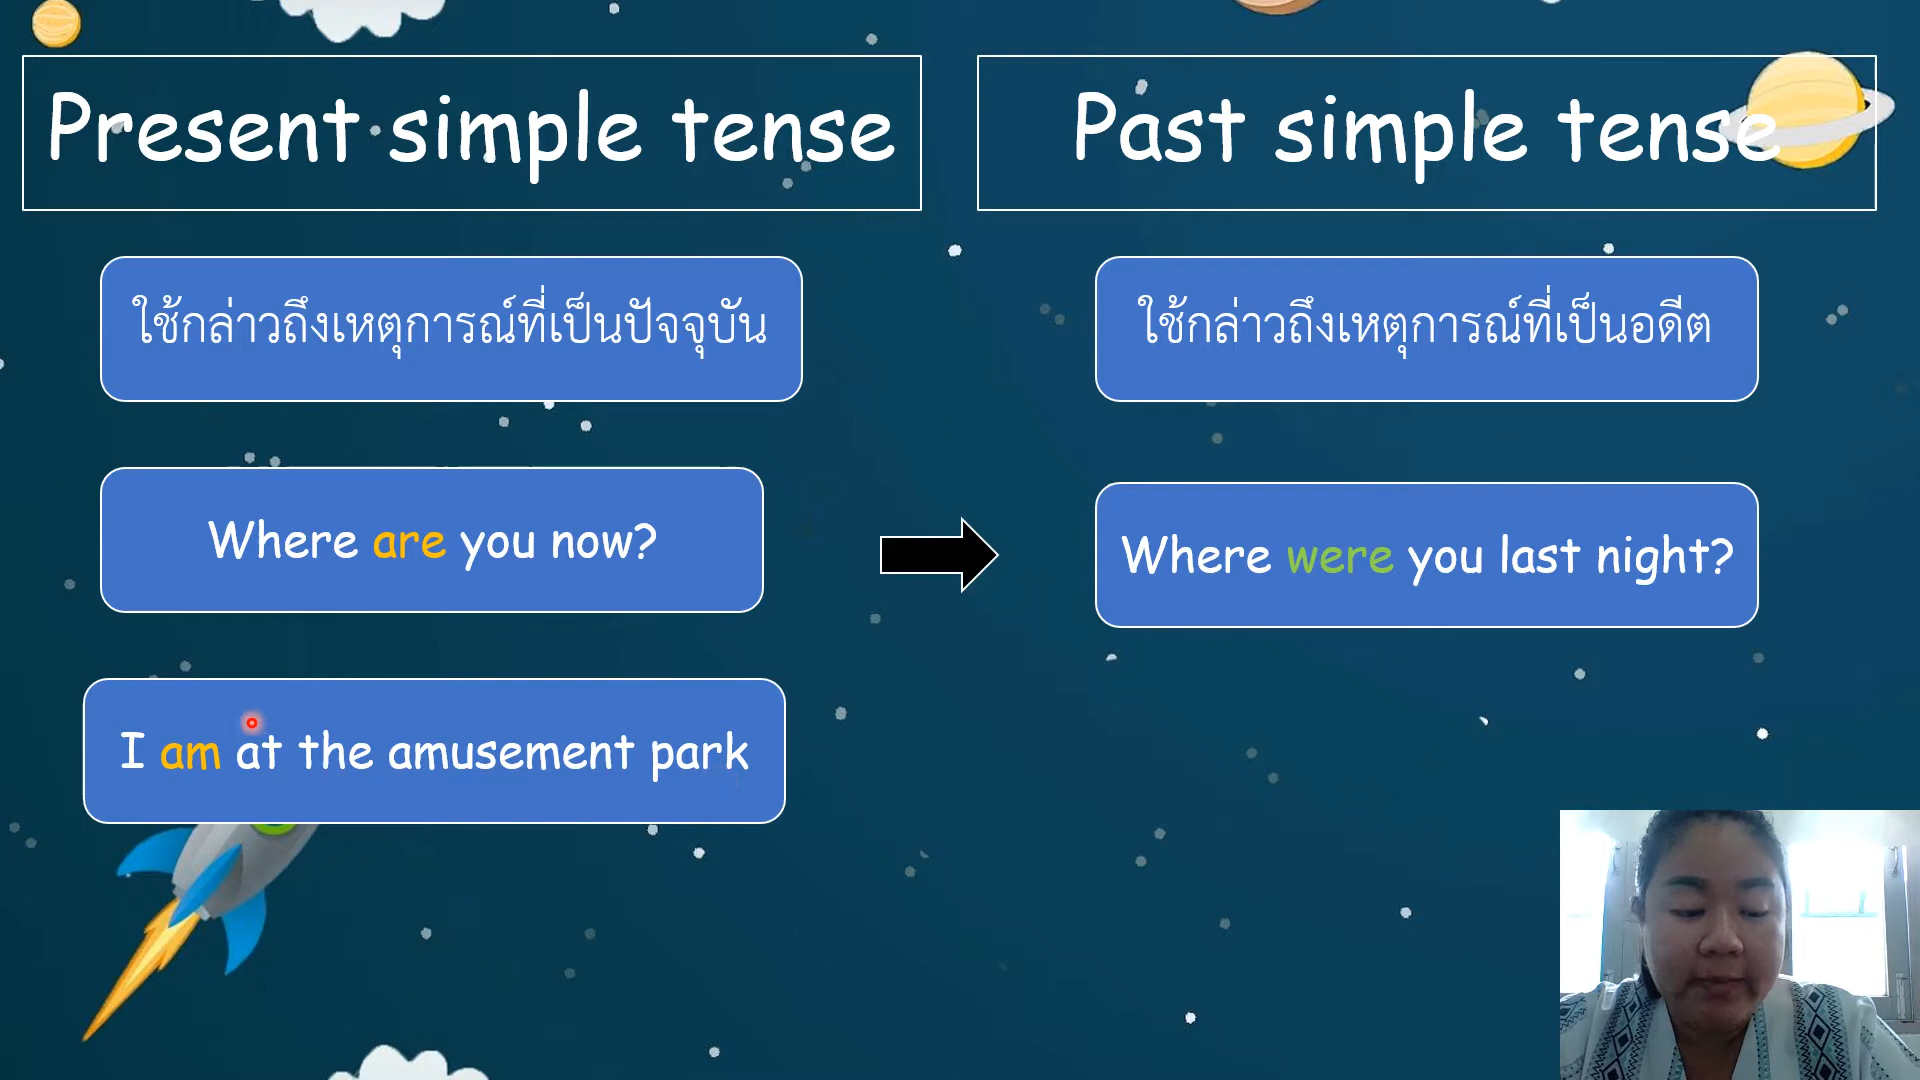 Present simple tense
Past simple tense
ใช้กล่าวถึงเหตุการณ์ที่เป็นปัจจุบัน
ใช้กล่าวถึงเหตุการณ์ที่เป็นอดีต
Where are you now?
Where were you last night?
I am at the amusement park